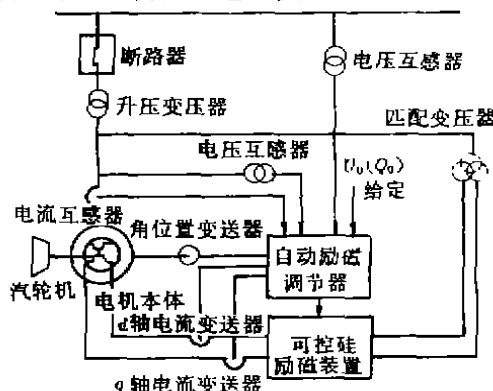 断路器
电压互感器
升压变压器
匹配变压器
电压互感器
U₀(Q₀)
给定
电流互感器
角位置变送器
自动励磁
调节器
汽轮机
电机本体
d轴电流变送器
可控硅
励磁装置
q轴电流变送器